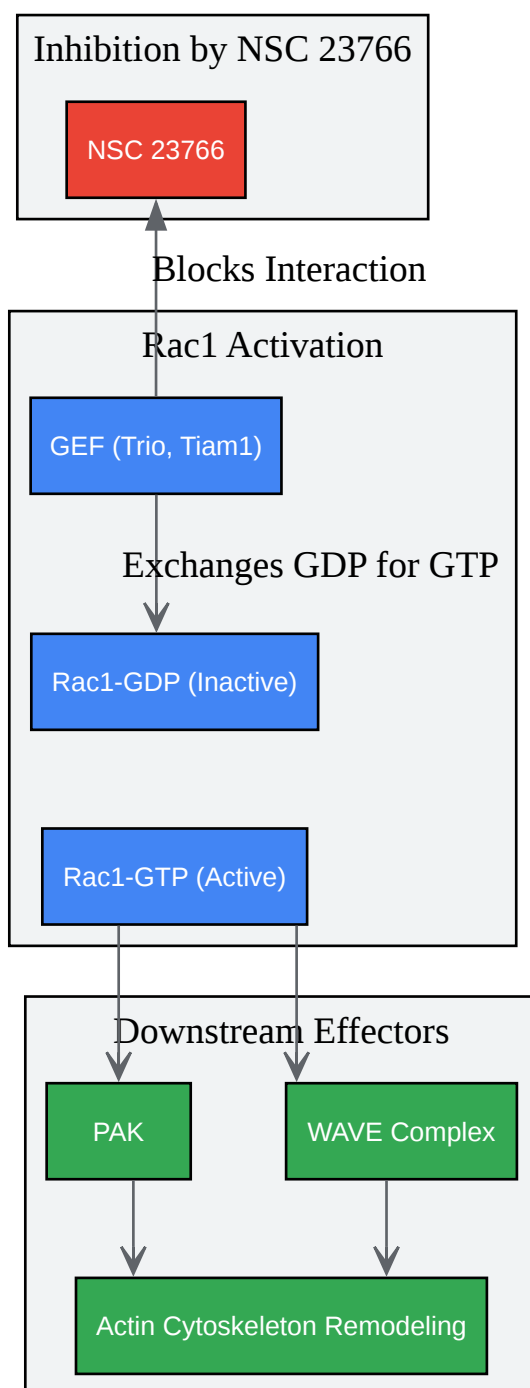 Inhibition by NSC 23766
NSC 23766
Blocks Interaction
Rac1 Activation
GEF (Trio, Tiam1)
Exchanges GDP for GTP
Rac1-GDP (Inactive)
Rac1-GTP (Active)
Downstream Effectors
PAK
WAVE Complex
Actin Cytoskeleton Remodeling